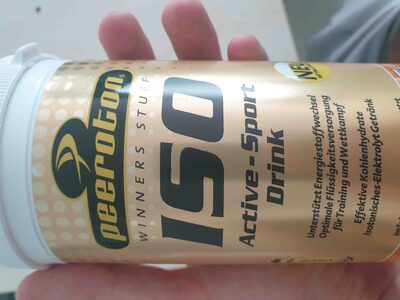 peeroton®
WINNERS STUFF
ISO
Active-Sport
Drink
NEW
Unterstützt Energiestoffwechsel
Optimale Flüssigkeitsversorgung
für Training und Wettkampf
Effektive Kohlenhydrate
Isotonisches-Elektrolyt Getränk